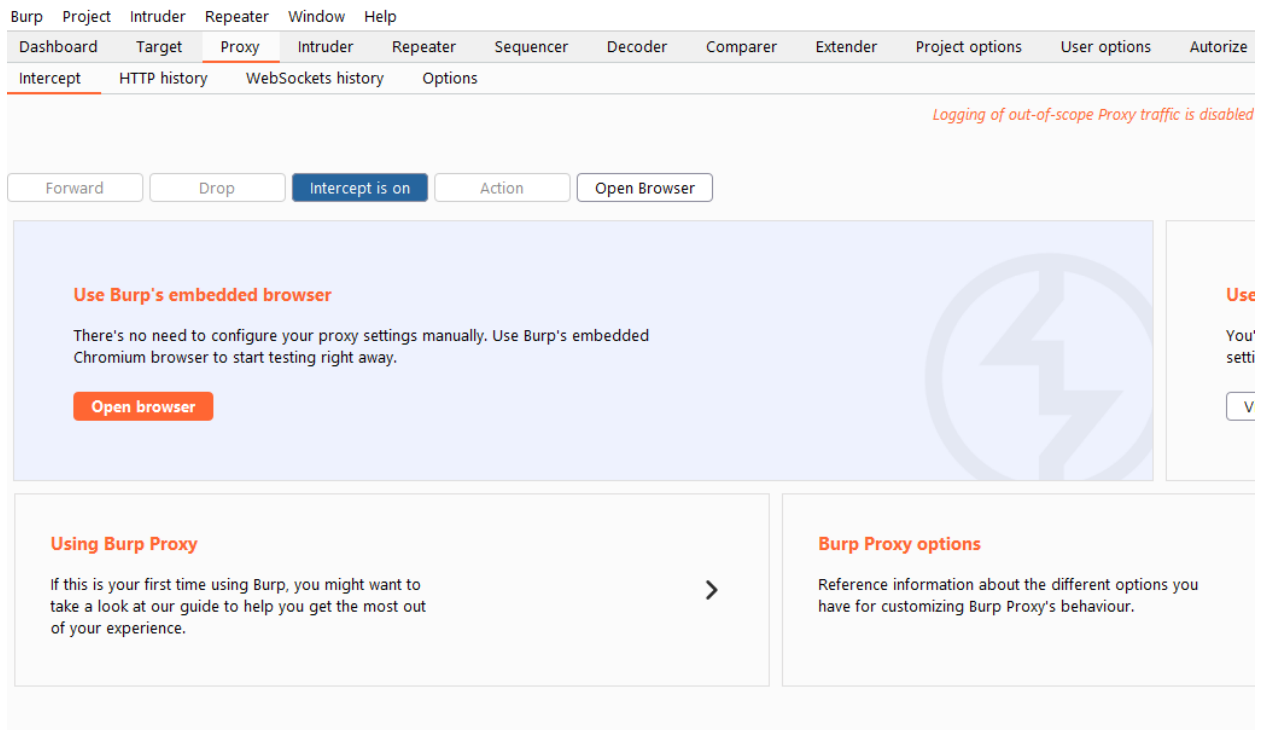 Burp Project Intruder Repeater Window Help
Dashboard Target Proxy Intruder Repeater Sequencer Decoder Comparer Extender Project options User options Autorize
Intercept HTTP history WebSockets history Options
Logging of out-of-scope Proxy traffic is disabled
Forward Drop Intercept is on Action Open Browser
Use Burp's embedded browser
There's no need to configure your proxy settings manually. Use Burp's embedded
Chromium browser to start testing right away.
Open browser
Use
You'
setti
V
Using Burp Proxy
If this is your first time using Burp, you might want to
take a look at our guide to help you get the most out
of your experience.
Burp Proxy options
Reference information about the different options you
have for customizing Burp Proxy's behaviour.